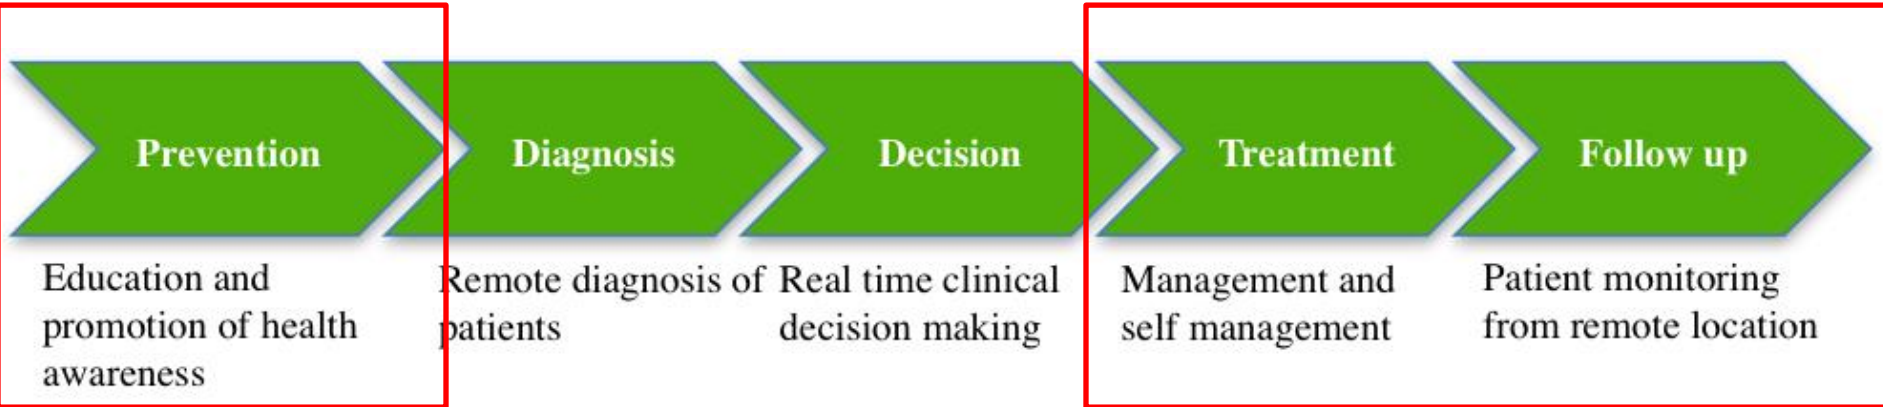 Prevention
Diagnosis
Decision
Treatment
Follow up
Education and
promotion of health
awareness
Remote diagnosis of
patients
Real time clinical
decision making
Management and
self management
Patient monitoring
from remote location